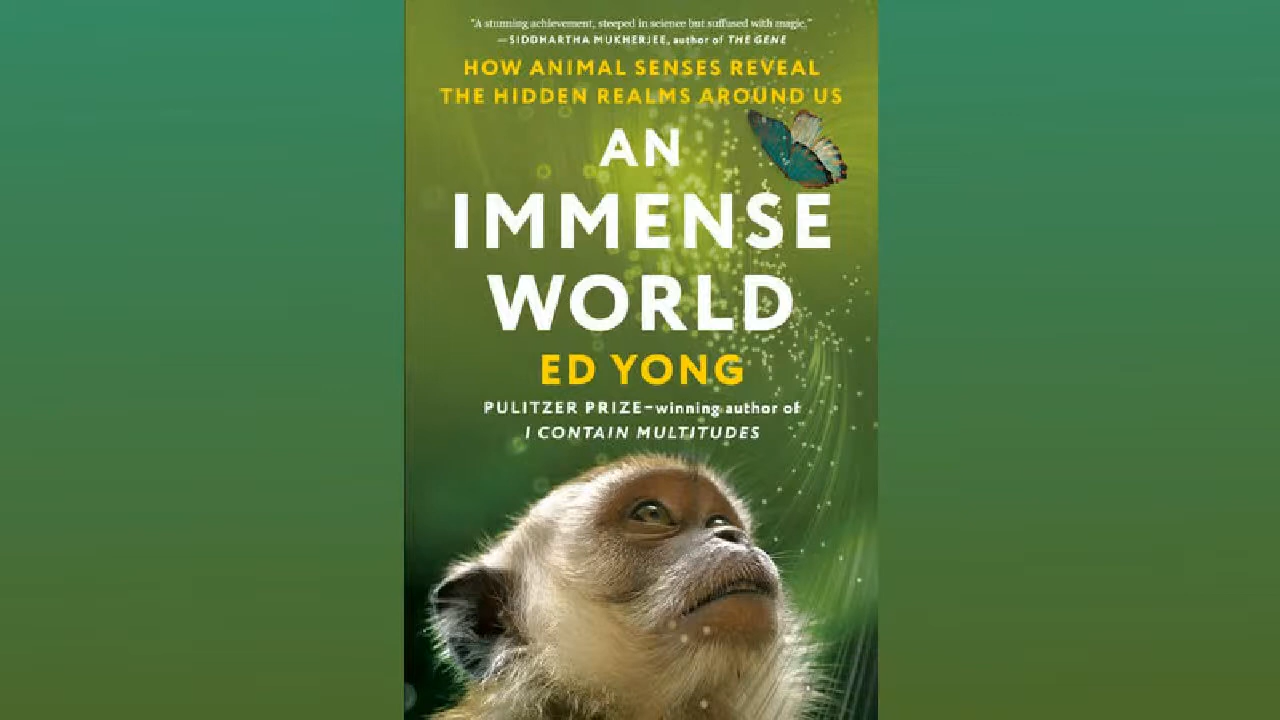 "A stunning achievement, steeped in science but suffused with magic."
—SIDDHARTHA MUKHERJEE, author of THE GENE
HOW ANIMAL SENSES REVEAL
THE HIDDEN REALMS AROUND US
AN
IMMENSE
WORLD
ED YONG
PULITZER PRIZE–winning author of
I CONTAIN MULTITUDES